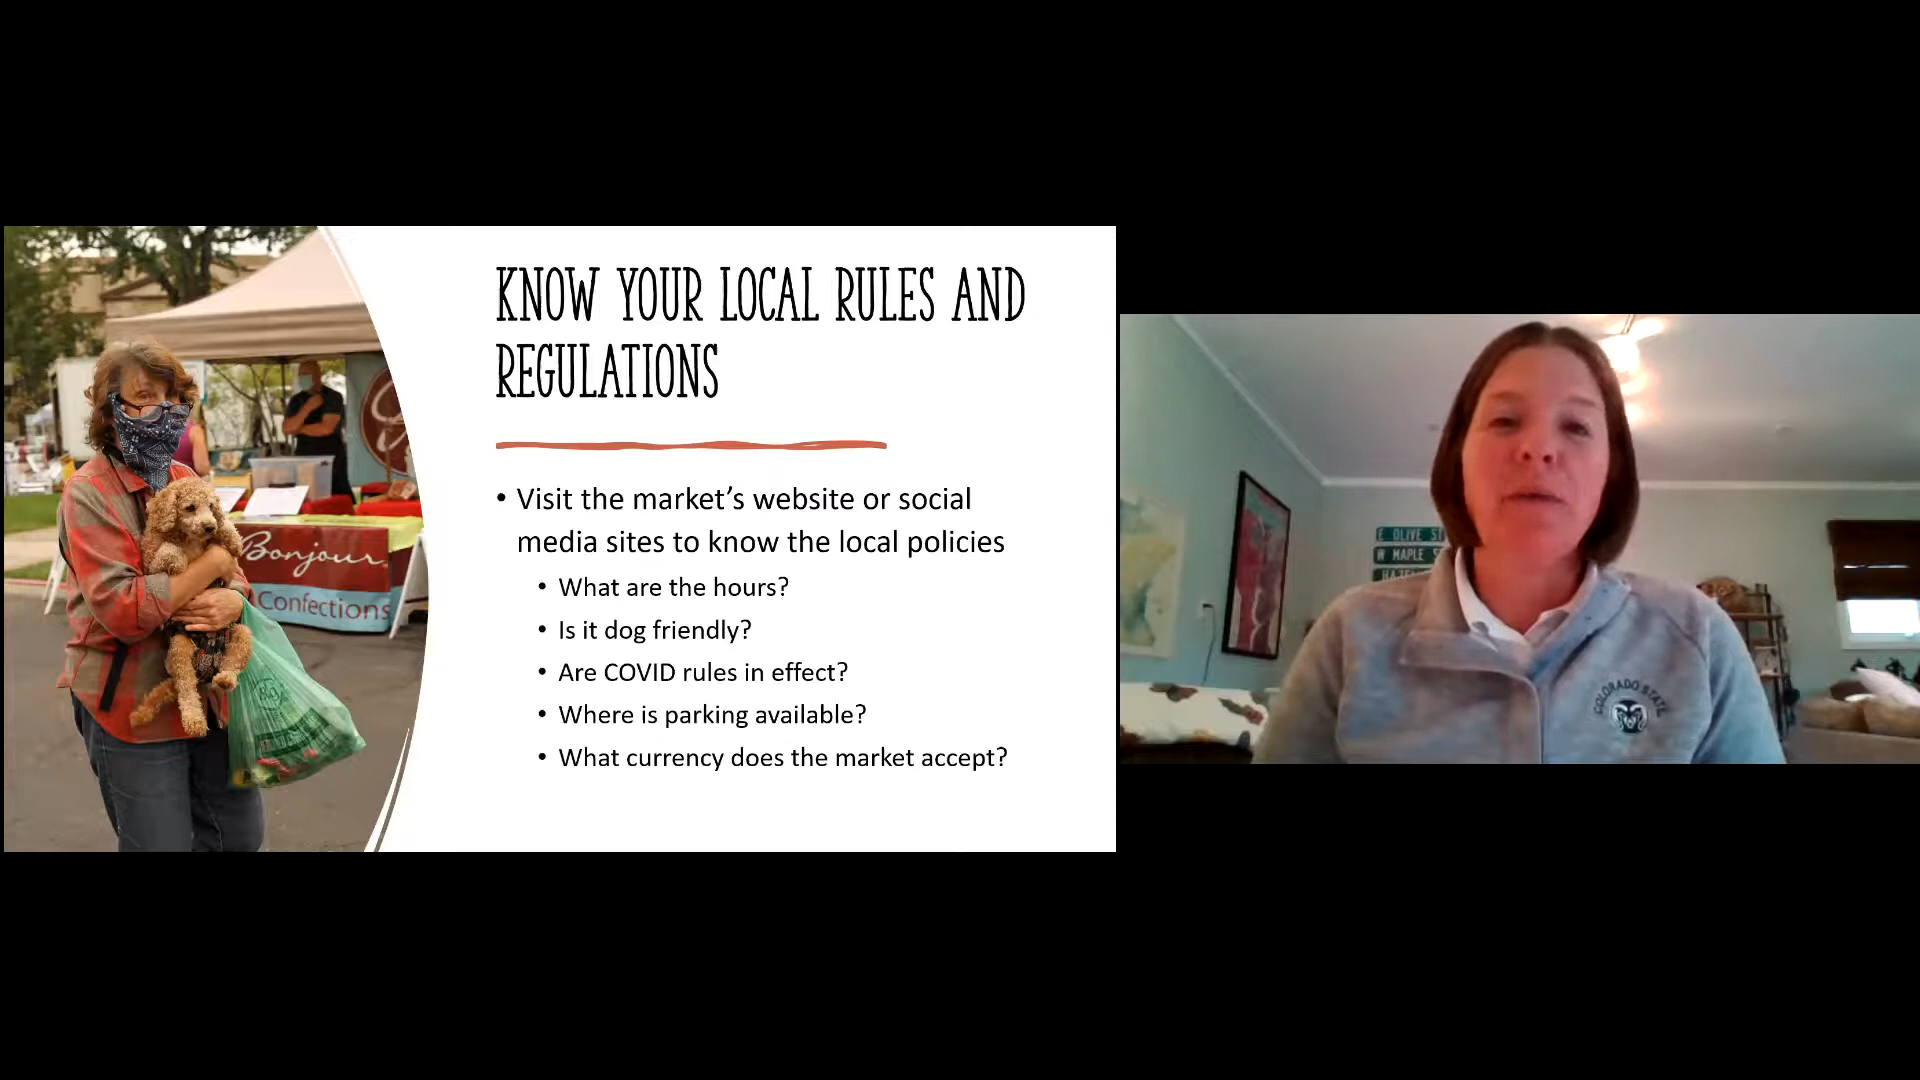 KNOW YOUR LOCAL RULES AND
REGULATIONS
• Visit the market’s website or social
media sites to know the local policies
• What are the hours?
• Is it dog friendly?
• Are COVID rules in effect?
• Where is parking available?
• What currency does the market accept?
Bonjour
Confections
E OLIVE ST
W MAPLE S
HAZEL
COLORADO STATE